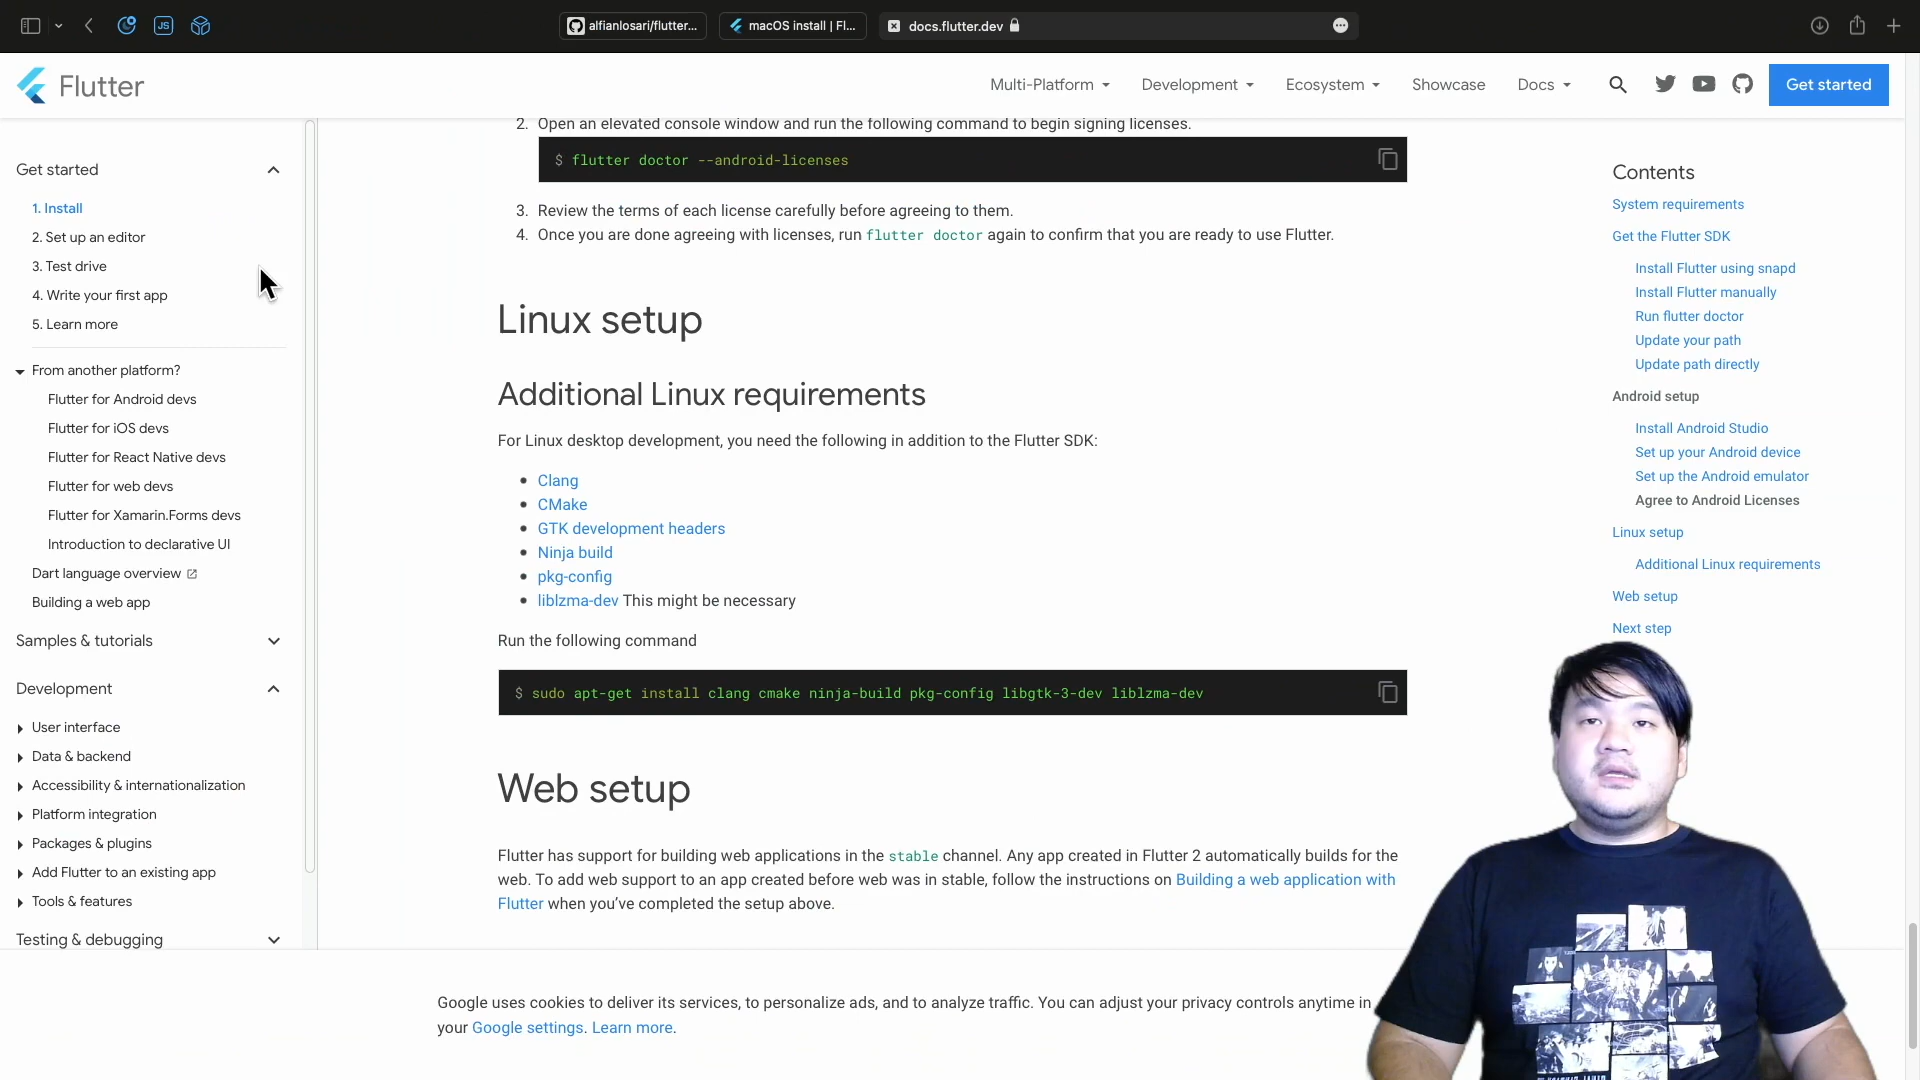 JS
alfianlosari/flutter...
macOS install | Fl...
docs.flutter.dev
Flutter
Multi-Platform
Development
Ecosystem
Showcase
Docs
Get started
Get started
1. Install
2. Set up an editor
3. Test drive
4. Write your first app
5. Learn more
From another platform?
Flutter for Android devs
Flutter for iOS devs
Flutter for React Native devs
Flutter for web devs
Flutter for Xamarin.Forms devs
Introduction to declarative UI
Dart language overview
Building a web app
Samples & tutorials
Development
User interface
Data & backend
Accessibility & internationalization
Platform integration
Packages & plugins
Add Flutter to an existing app
Tools & features
Testing & debugging
2. Open an elevated console window and run the following command to begin signing licenses.
$ flutter doctor --android-licenses
3. Review the terms of each license carefully before agreeing to them.
4. Once you are done agreeing with licenses, run flutter doctor again to confirm that you are ready to use Flutter.
Linux setup
Additional Linux requirements
For Linux desktop development, you need the following in addition to the Flutter SDK:
• Clang
• CMake
• GTK development headers
• Ninja build
• pkg-config
• liblzma-dev This might be necessary
Run the following command
$ sudo apt-get install clang cmake ninja-build pkg-config libgtk-3-dev liblzma-dev
Web setup
Flutter has support for building web applications in the stable channel. Any app created in Flutter 2 automatically builds for the
web. To add web support to an app created before web was in stable, follow the instructions on Building a web application with
Flutter when you've completed the setup above.
Contents
System requirements
Get the Flutter SDK
Install Flutter using snapd
Install Flutter manually
Run flutter doctor
Update your path
Update path directly
Android setup
Install Android Studio
Set up your Android device
Set up the Android emulator
Agree to Android Licenses
Linux setup
Additional Linux requirements
Web setup
Next step
Google uses cookies to deliver its services, to personalize ads, and to analyze traffic. You can adjust your privacy controls anytime in
your Google settings. Learn more.